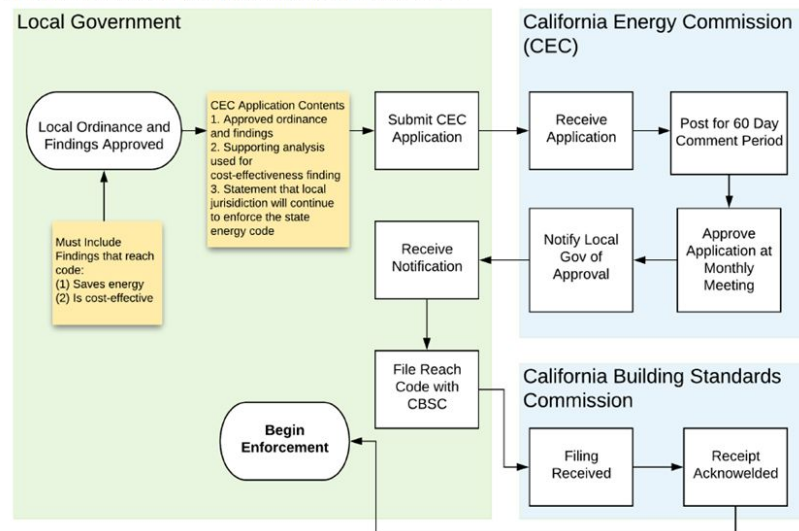 Local Government
Local Ordinance and
Findings Approved
Must Include
Findings that reach
code:
(1) Saves energy
(2) Is cost-effective
CEC Application Contents
1. Approved ordinance
and findings
2. Supporting analysis
used for
cost-effectiveness finding
3. Statement that local
jurisidiction will continue
to enforce the state
energy code
Submit CEC
Application
California Energy Commission
(CEC)
Receive
Application
Post for 60 Day
Comment Period
Approve
Application at
Monthly
Meeting
Notify Local
Gov of
Approval
Receive
Notification
File Reach
Code with
CBSC
California Building Standards
Commission
Filing
Received
Receipt
Acknowelded
Begin
Enforcement